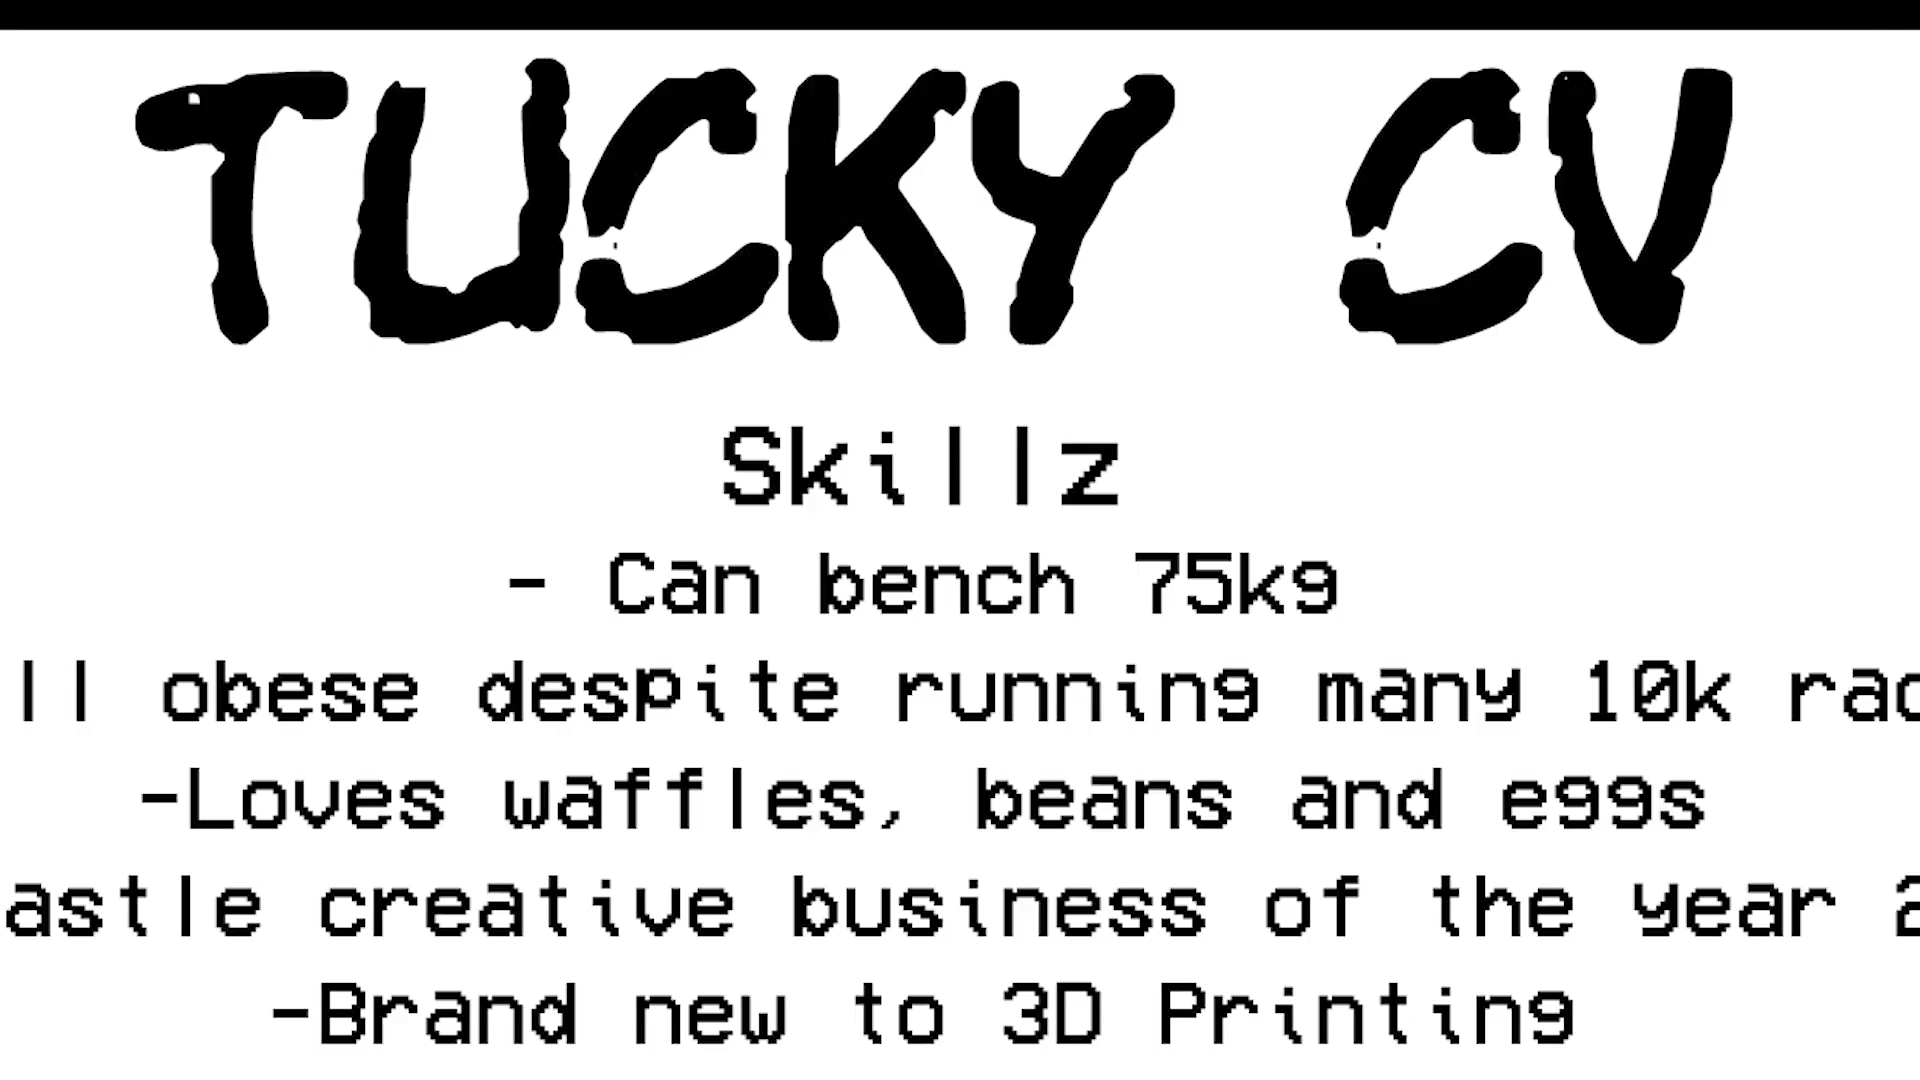 TUCKY CV
Skillz
- Can bench 75kg
obese despite running many 10k
-Loves waffles, beans and eggs
creative business of the year
-Brand new to 3D Printing